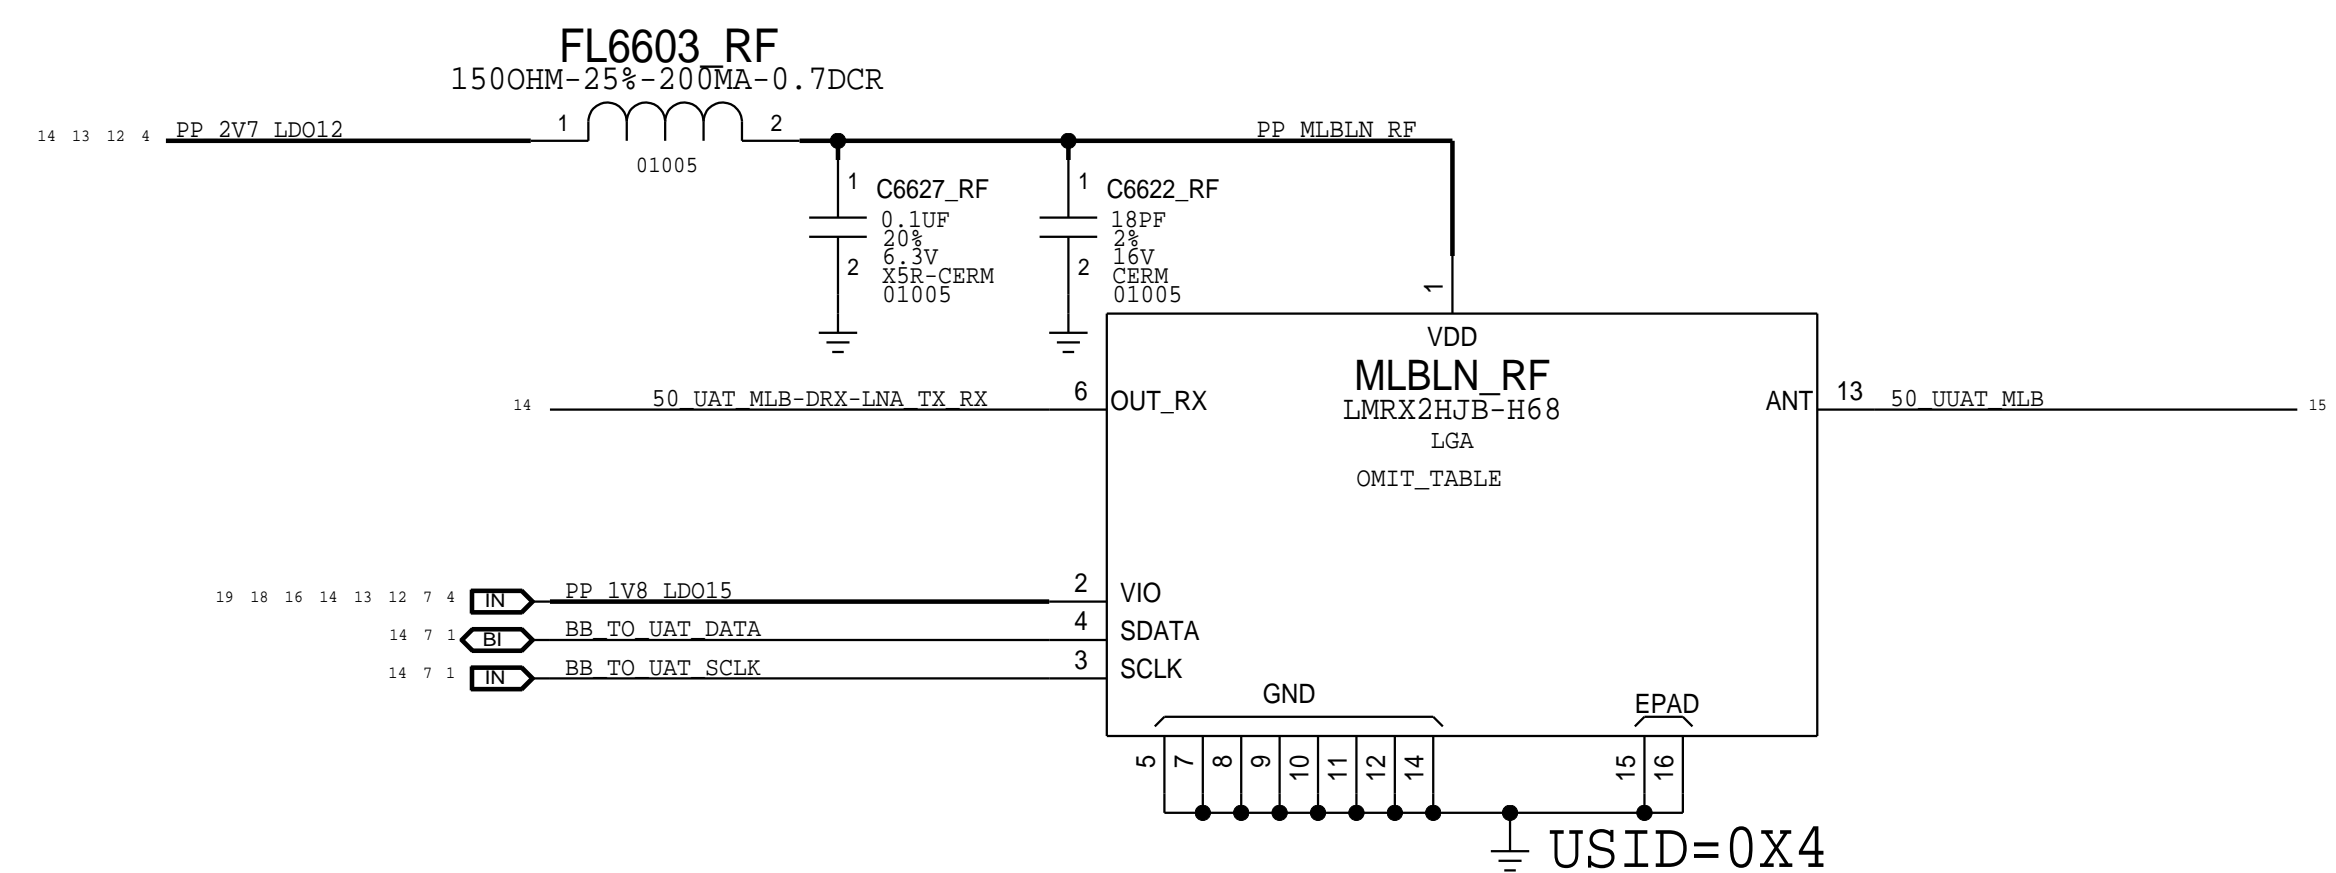 FL6603_RF
150OHM-25%-200MA-0.7DCR
14 13 12 4 PP_2V7_LDO12 1 2 PP_MLBLN_RF
01005
1 C6627_RF
0.1UF
20%
6.3V
2 X5R-CERM
01005
1 C6622_RF
18PF
2%
16V
2 CERM
01005
1
VDD
MLBLN_RF
LMRX2HJB-H68
LGA
OMIT_TABLE
14 50_UAT_MLB-DRX-LNA_TX_RX 6 OUT_RX
ANT 13 50_UUAT_MLB 15
19 18 16 14 13 12 7 4 IN PP_1V8_LDO15 2 VIO
14 7 1 BI BB_TO_UAT_DATA 4 SDATA
14 7 1 IN BB_TO_UAT_SCLK 3 SCLK
GND EPAD
5 7 8 9 10 11 12 14 15 16
USID=0X4